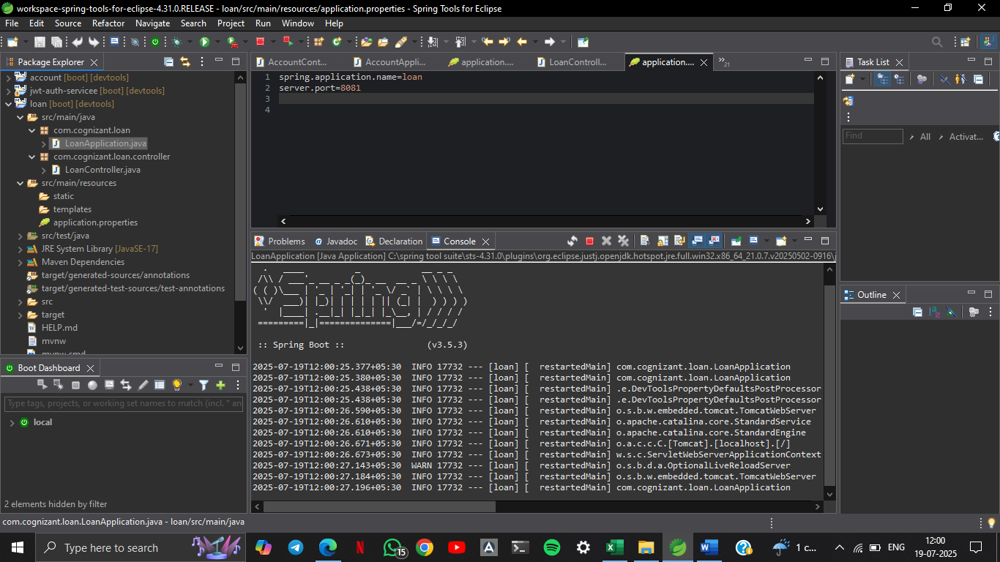 workspace-spring-tools-for-eclipse-4.31.0.RELEASE - loan/src/main/resources/application.properties - Spring Tools for Eclipse
File Edit Source Refactor Navigate Search Project Run Window Help
Package Explorer
account [boot] [devtools]
jwt-auth-servicee [boot] [devtools]
loan [boot] [devtools]
src/main/java
com.cognizant.loan
LoanApplication.java
com.cognizant.loan.controller
LoanController.java
src/main/resources
static
templates
application.properties
src/test/java
JRE System Library [JavaSE-17]
Maven Dependencies
target/generated-sources/annotations
target/generated-test-sources/test-annotations
src
target
HELP.md
mvnw
mvnw.cmd
Boot Dashboard
Type tags, projects, or working set names to match (incl. * an
local
2 elements hidden by filter
AccountCont... AccountAppli... application.... LoanControll... application.... »21
1 spring.application.name=loan
2 server.port=8081
3
4
Problems Javadoc Declaration Console
LoanApplication [Java Application] C:\spring tool suite\sts-4.31.0\plugins\org.eclipse.justj.openjdk.hotspot.jre.full.win32.x86_64_21.0.7.v20250502-0916\j
Spring
:: Spring Boot :: (v3.5.3)
2025-07-19T12:00:25.377+05:30 INFO 17732 --- [loan] [ restartedMain] com.cognizant.loan.LoanApplication
2025-07-19T12:00:25.380+05:30 INFO 17732 --- [loan] [ restartedMain] com.cognizant.loan.LoanApplication
2025-07-19T12:00:25.438+05:30 INFO 17732 --- [loan] [ restartedMain] .e.DevToolsPropertyDefaultsPostProcessor
2025-07-19T12:00:25.438+05:30 INFO 17732 --- [loan] [ restartedMain] .e.DevToolsPropertyDefaultsPostProcessor
2025-07-19T12:00:26.590+05:30 INFO 17732 --- [loan] [ restartedMain] o.s.b.w.embedded.tomcat.TomcatWebServer
2025-07-19T12:00:26.610+05:30 INFO 17732 --- [loan] [ restartedMain] o.apache.catalina.core.StandardService
2025-07-19T12:00:26.610+05:30 INFO 17732 --- [loan] [ restartedMain] o.apache.catalina.core.StandardEngine
2025-07-19T12:00:26.671+05:30 INFO 17732 --- [loan] [ restartedMain] o.a.c.c.C.[Tomcat].[localhost].[/]
2025-07-19T12:00:26.673+05:30 INFO 17732 --- [loan] [ restartedMain] w.s.c.ServletWebServerApplicationContext
2025-07-19T12:00:27.143+05:30 WARN 17732 --- [loan] [ restartedMain] o.s.b.d.a.OptionalLiveReloadServer
2025-07-19T12:00:27.184+05:30 INFO 17732 --- [loan] [ restartedMain] o.s.b.w.embedded.tomcat.TomcatWebServer
2025-07-19T12:00:27.196+05:30 INFO 17732 --- [loan] [ restartedMain] com.cognizant.loan.LoanApplication
Task List
Find All Activat...
Outline
com.cognizant.loan.LoanApplication.java - loan/src/main/java
Type here to search
15
1 c...
ENG
12:00
19-07-2025